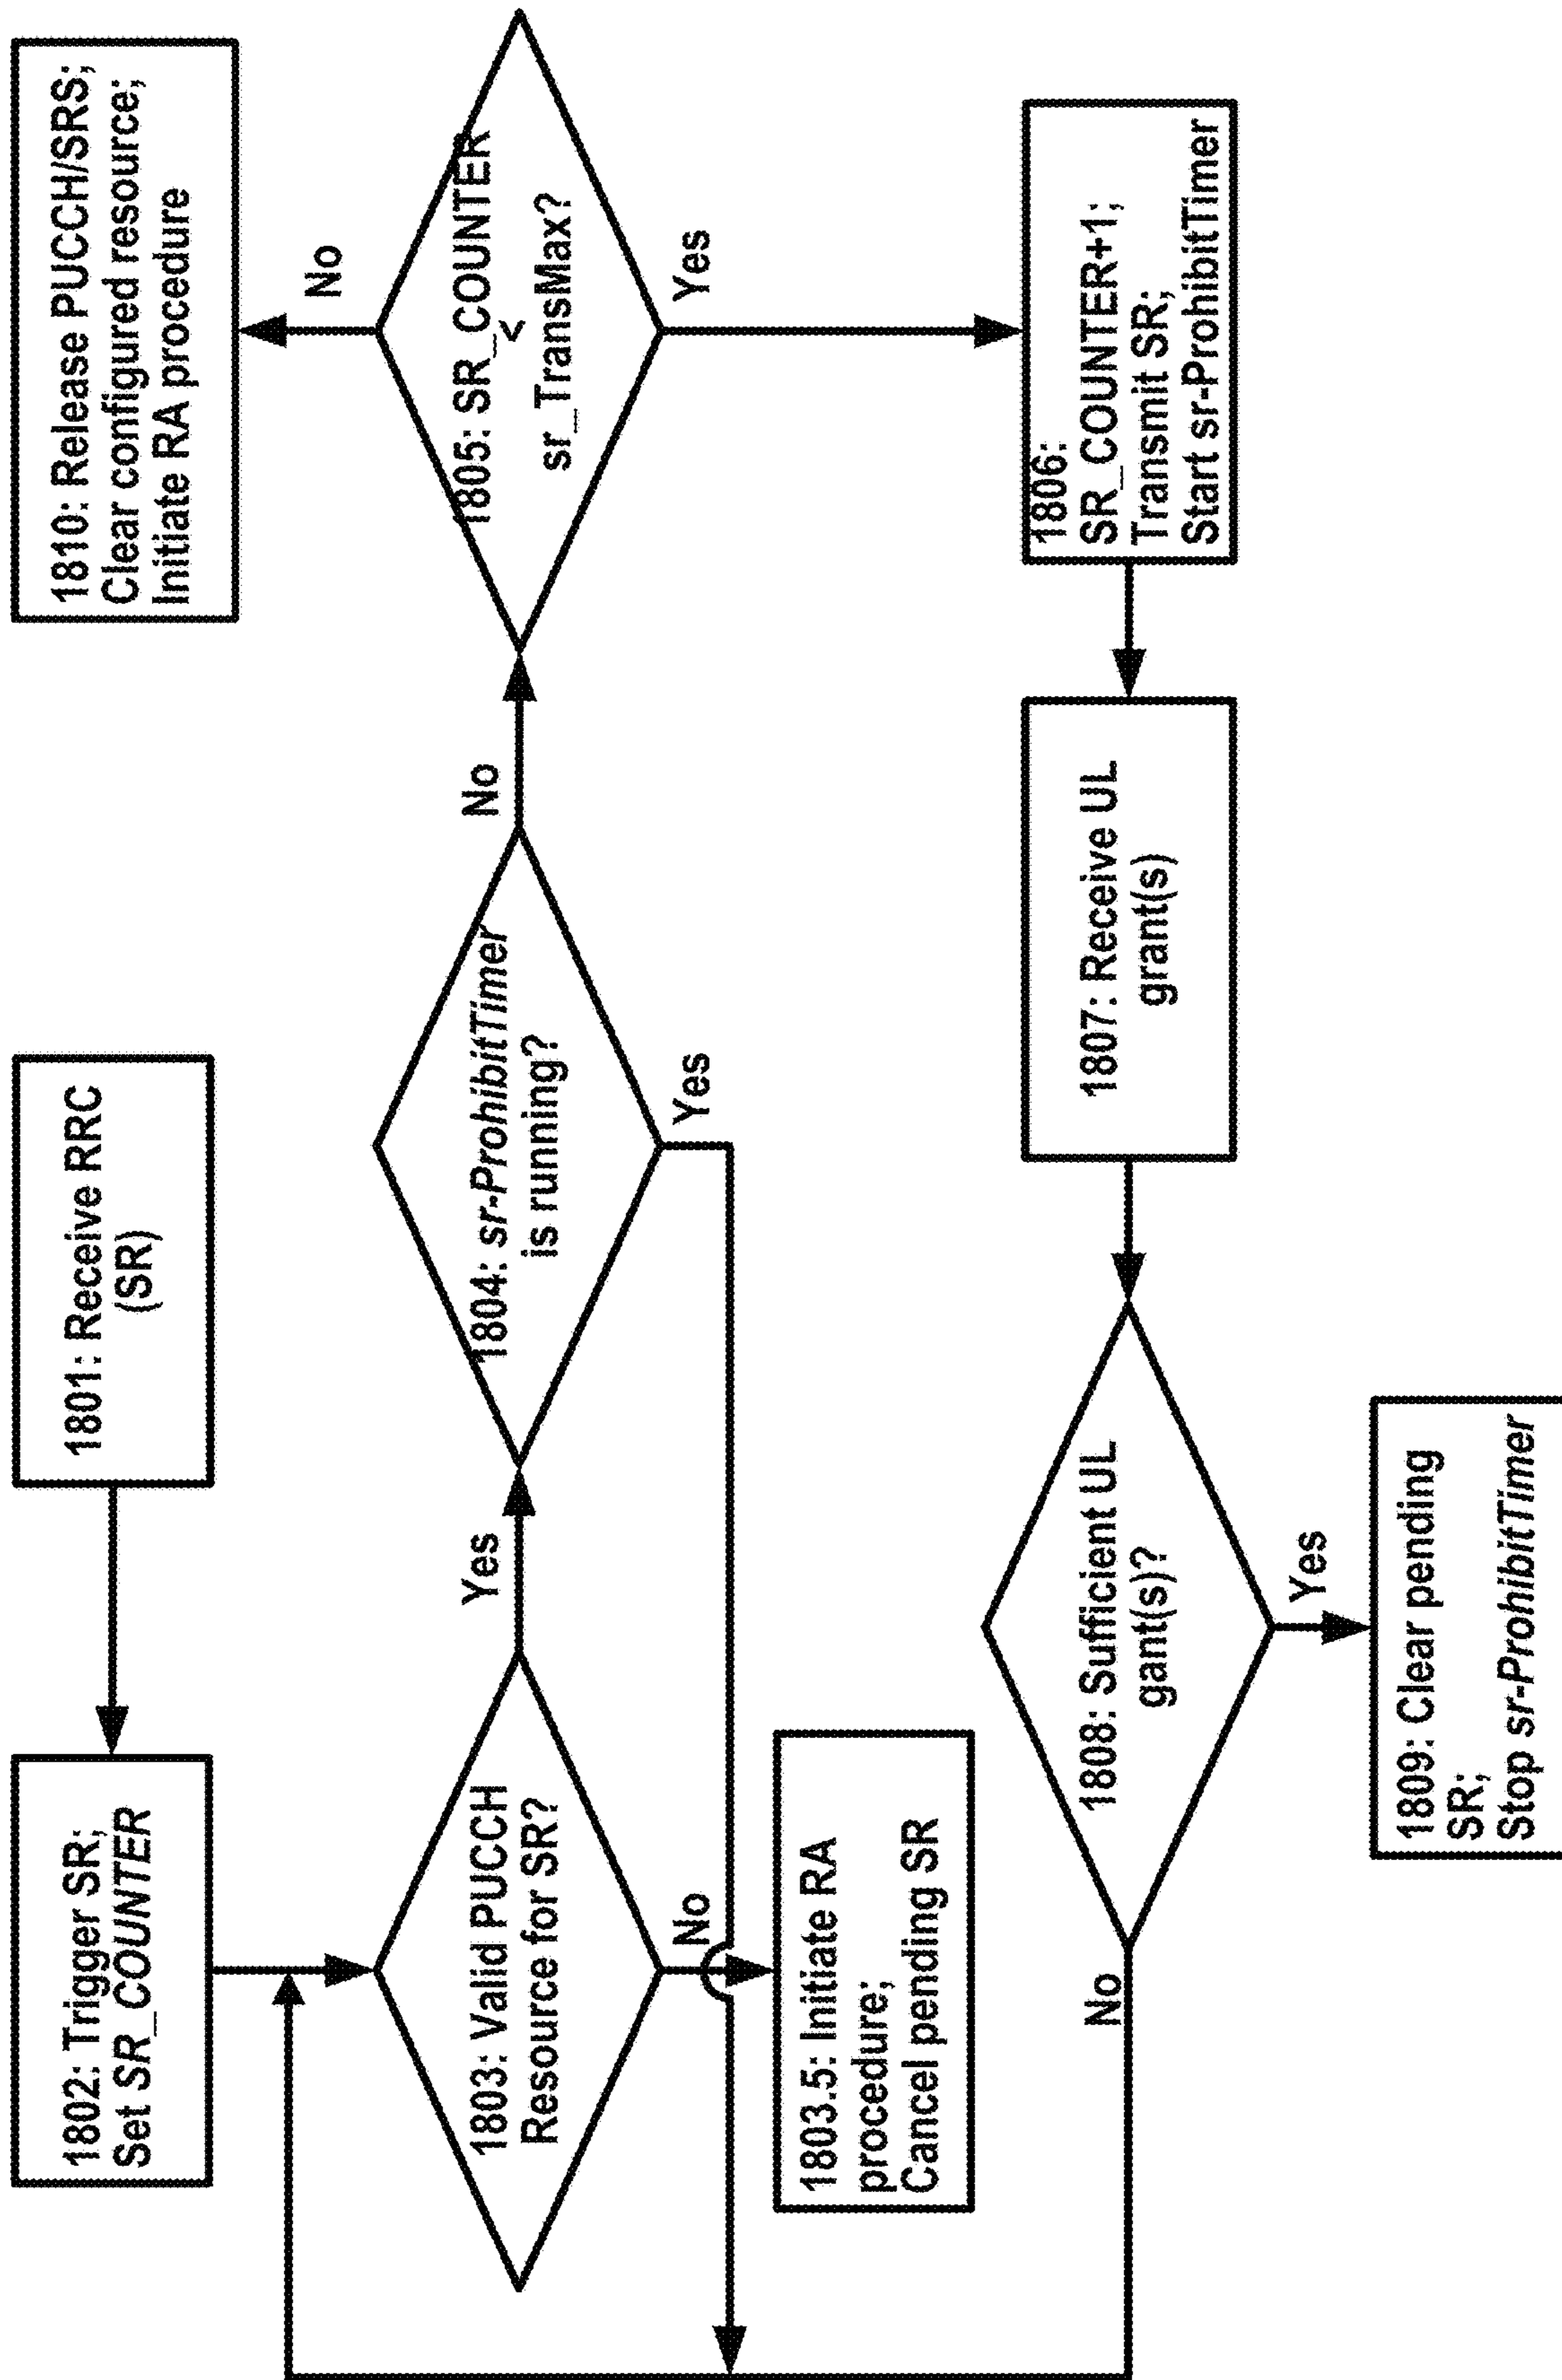 1801: Receive RRC
(SR)
1802: Trigger SR;
Set SR_COUNTER
1803: Valid PUCCH
Resource for SR?
Yes
No
1803.5: Initiate RA
procedure;
Cancel pending SR
1804: sr-ProhibitTimer
is running?
No
Yes
1805: SR_COUNTER
<
sr_TransMax?
No
Yes
1810: Release PUCCH/SRS;
Clear configured resource;
Initiate RA procedure
1806:
SR_COUNTER+1;
Transmit SR;
Start sr-ProhibitTimer
1807: Receive UL
grant(s)
1808: Sufficient UL
gant(s)?
No
Yes
1809: Clear pending
SR;
Stop sr-ProhibitTimer